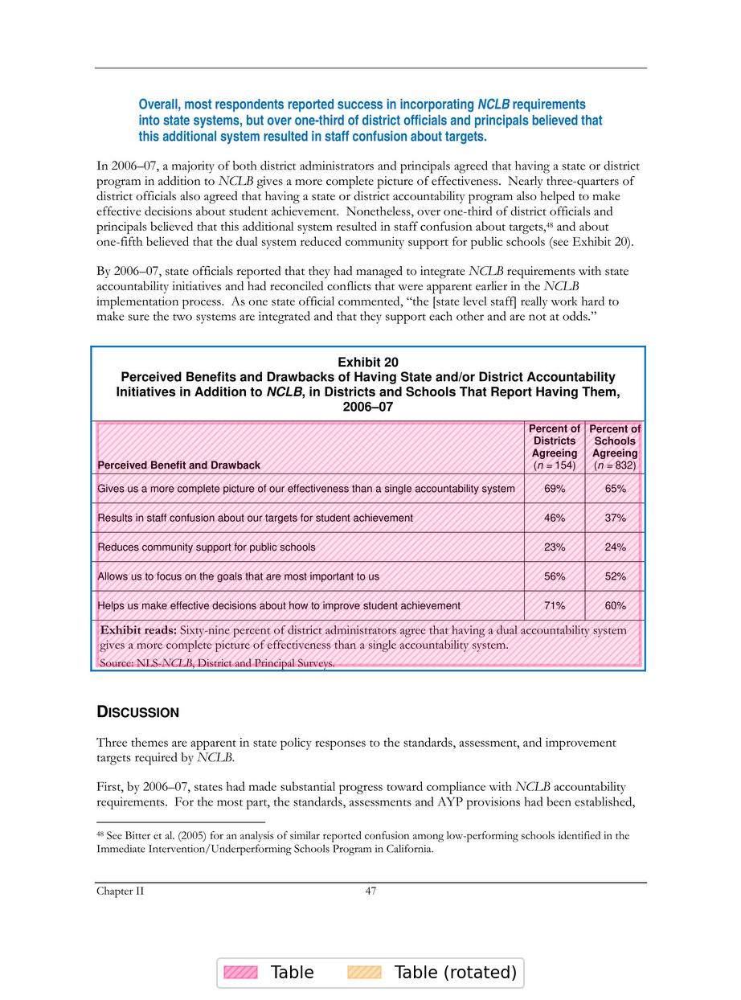 Overall, most respondents reported success in incorporating NCLB requirements
into state systems, but over one-third of district officials and principals believed that
this additional system resulted in staff confusion about targets.
In 2006–07, a majority of both district administrators and principals agreed that having a state or district
program in addition to NCLB gives a more complete picture of effectiveness.  Nearly three-quarters of
district officials also agreed that having a state or district accountability program also helped to make
effective decisions about student achievement.  Nonetheless, over one-third of district officials and
principals believed that this additional system resulted in staff confusion about targets,48 and about
one-fifth believed that the dual system reduced community support for public schools (see Exhibit 20).
By 2006–07, state officials reported that they had managed to integrate NCLB requirements with state
accountability initiatives and had reconciled conflicts that were apparent earlier in the NCLB
implementation process.  As one state official commented, “the [state level staff] really work hard to
make sure the two systems are integrated and that they support each other and are not at odds.”
Exhibit 20
Perceived Benefits and Drawbacks of Having State and/or District Accountability
Initiatives in Addition to NCLB, in Districts and Schools That Report Having Them,
2006–07
Perceived Benefit and Drawback
Percent of
Districts
Agreeing
(n = 154)
Percent of
Schools
Agreeing
(n = 832)
Gives us a more complete picture of our effectiveness than a single accountability system 69% 65%
Results in staff confusion about our targets for student achievement 46% 37%
Reduces community support for public schools 23% 24%
Allows us to focus on the goals that are most important to us 56% 52%
Helps us make effective decisions about how to improve student achievement 71% 60%
Exhibit reads: Sixty-nine percent of district administrators agree that having a dual accountability system
gives a more complete picture of effectiveness than a single accountability system.
Source: NLS-NCLB, District and Principal Surveys.
DISCUSSION
Three themes are apparent in state policy responses to the standards, assessment, and improvement
targets required by NCLB.
First, by 2006–07, states had made substantial progress toward compliance with NCLB accountability
requirements.  For the most part, the standards, assessments and AYP provisions had been established,
48 See Bitter et al. (2005) for an analysis of similar reported confusion among low-performing schools identified in the
Immediate Intervention/Underperforming Schools Program in California.
Chapter II 47
Table Table (rotated)